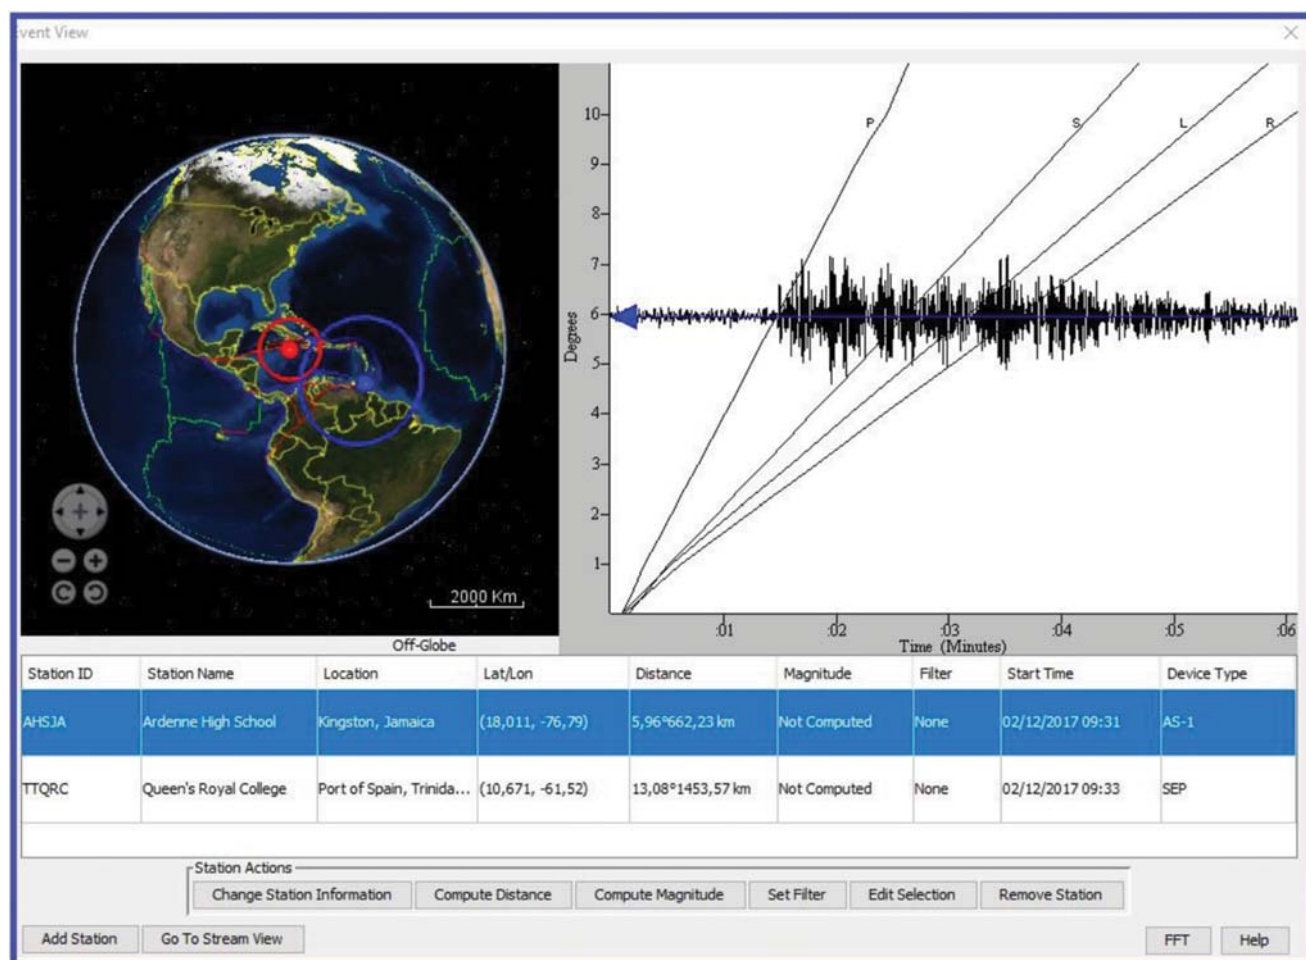 vent View
10
9
8
7
6
5
4
3
2
1
Degrees
P
S
L
R
:01 :02 :03 :04 :05 :06
Time (Minutes)
2000 Km
Off-Globe
Station ID Station Name Location Lat/Lon Distance Magnitude Filter Start Time Device Type
AHSJA Ardenne High School Kingston, Jamaica (18,011, -76,79) 5,96°662,23 km Not Computed None 02/12/2017 09:31 AS-1
TTQRC Queen's Royal College Port of Spain, Trinida... (10,671, -61,52) 13,08°1453,57 km Not Computed None 02/12/2017 09:33 SEP
Station Actions
Change Station Information Compute Distance Compute Magnitude Set Filter Edit Selection Remove Station
Add Station Go To Stream View FFT Help